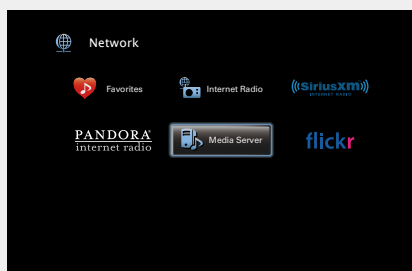 Network
Favorites
Internet Radio
((SiriusXM))
INTERNET RADIO
PANDORA®
internet radio
Media Server
flickr